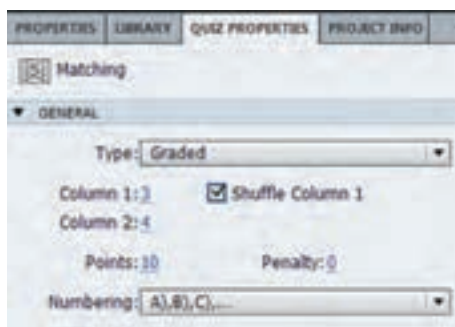 PROPERTIES LIBRARY QUIZ PROPERTIES PROJECT INFO
Matching
GENERAL
Type: Graded
Column 1: 3 Shuffle Column 1
Column 2: 4
Points: 10 Penalty: 0
Numbering: A),B),C),...